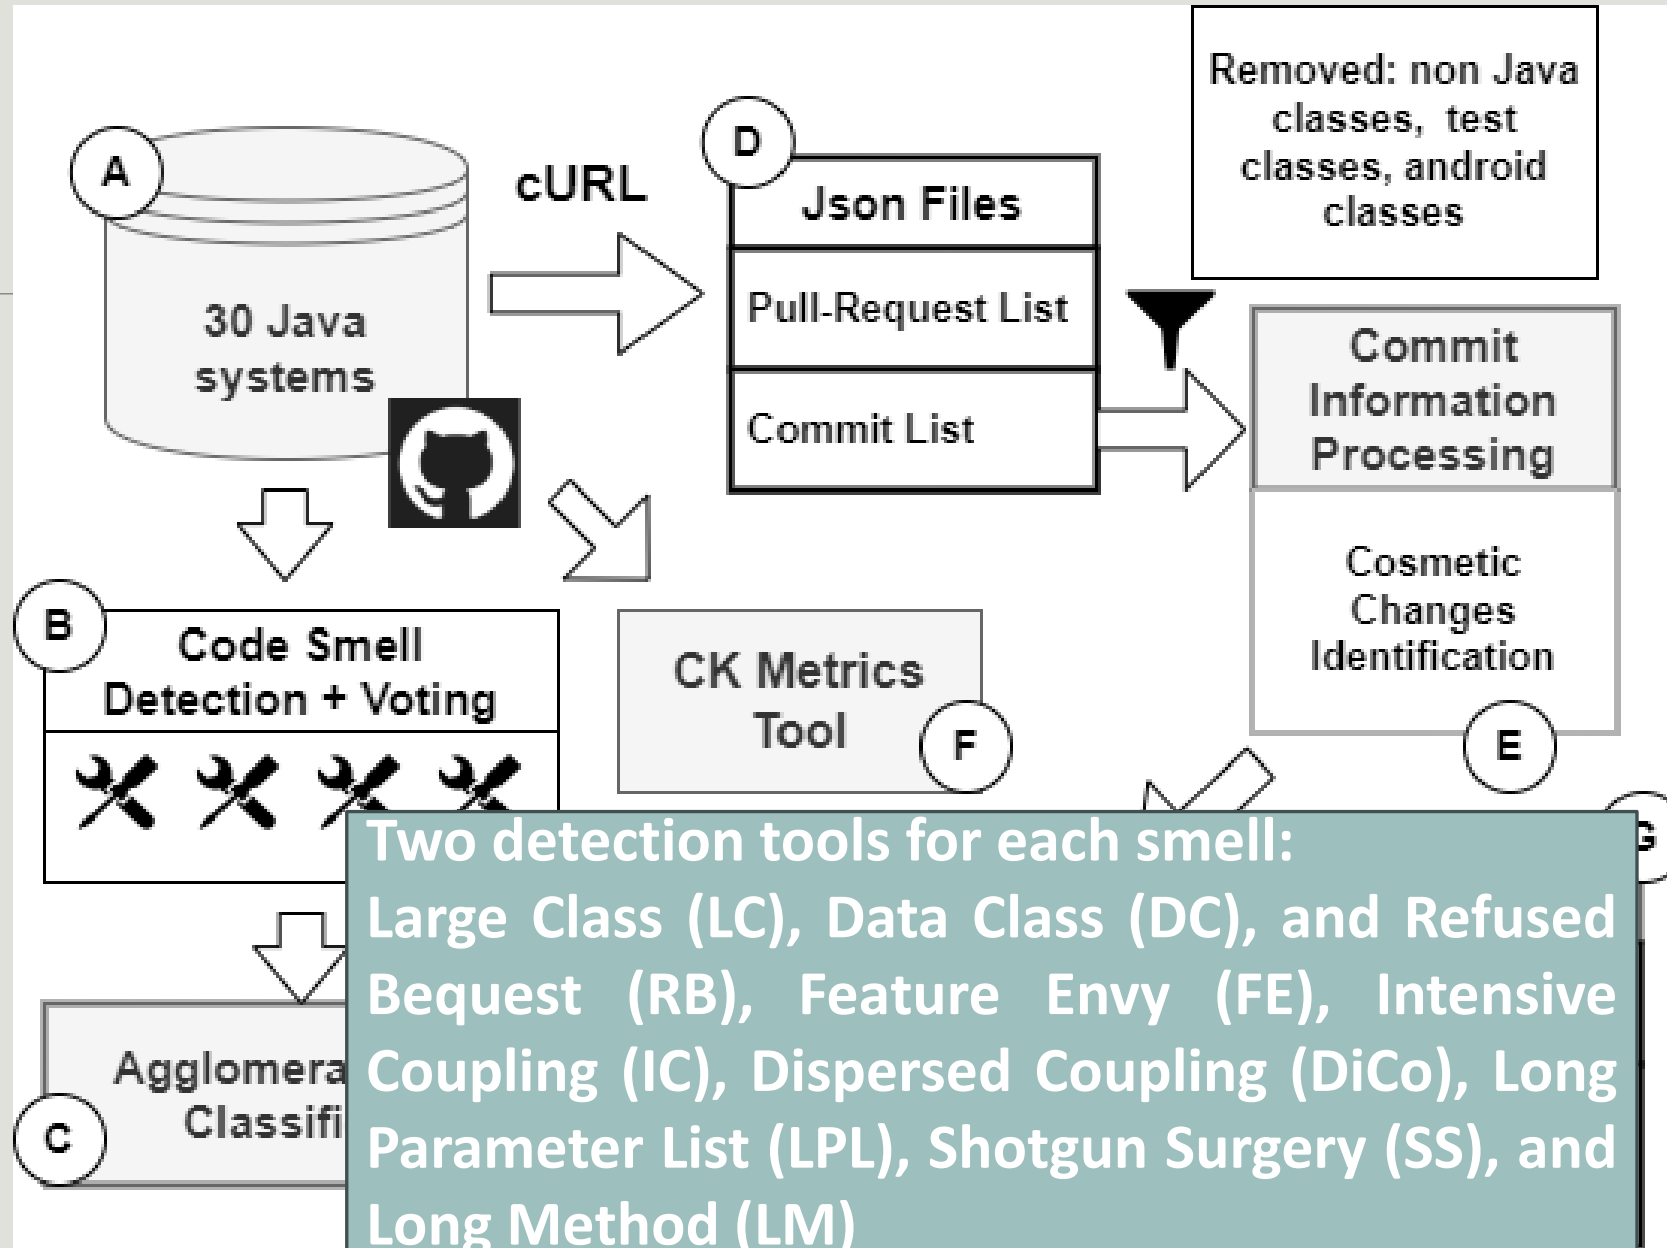 Removed: non Java
classes, test
classes, android
classes
A
30 Java
systems
cURL
D
Json Files
Pull-Request List
Commit List
Commit
Information
Processing
Cosmetic
Changes
Identification
E
B
Code Smell
Detection + Voting
CK Metrics
Tool
F
G
C
Two detection tools for each smell:
Large Class (LC), Data Class (DC), and Refused
Bequest (RB), Feature Envy (FE), Intensive
Coupling (IC), Dispersed Coupling (DiCo), Long
Parameter List (LPL), Shotgun Surgery (SS), and
Long Method (LM)